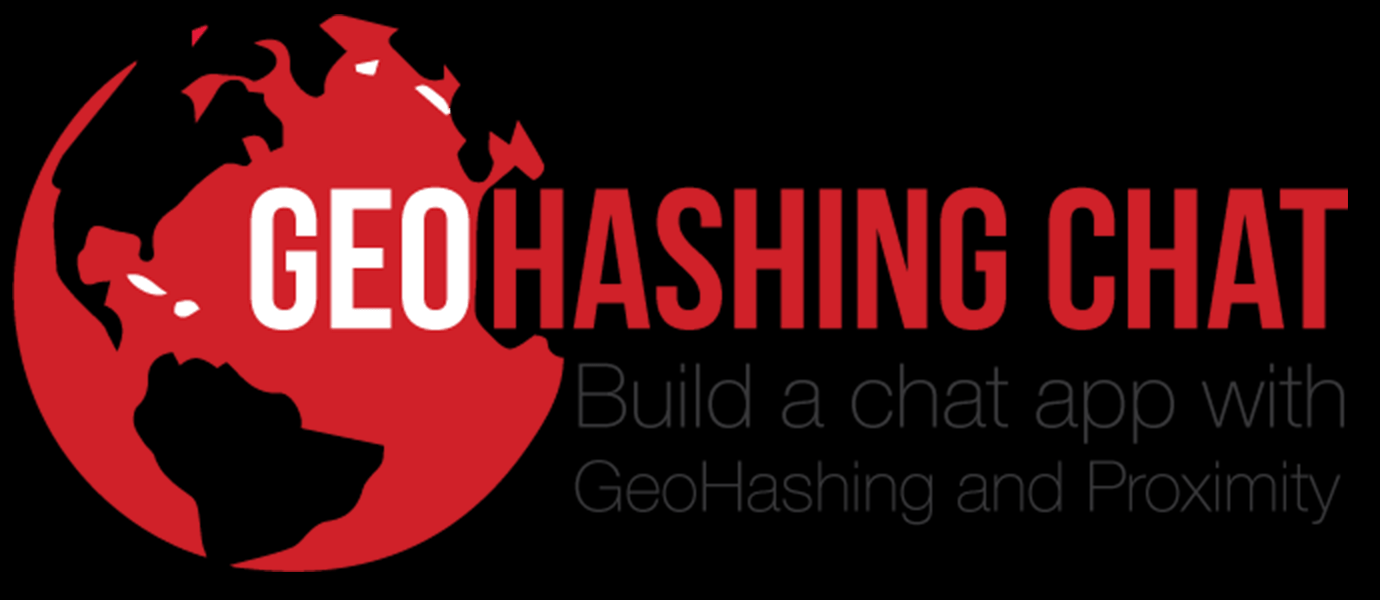 GEOHASHING CHAT
Build a chat app with
GeoHashing and Proximity